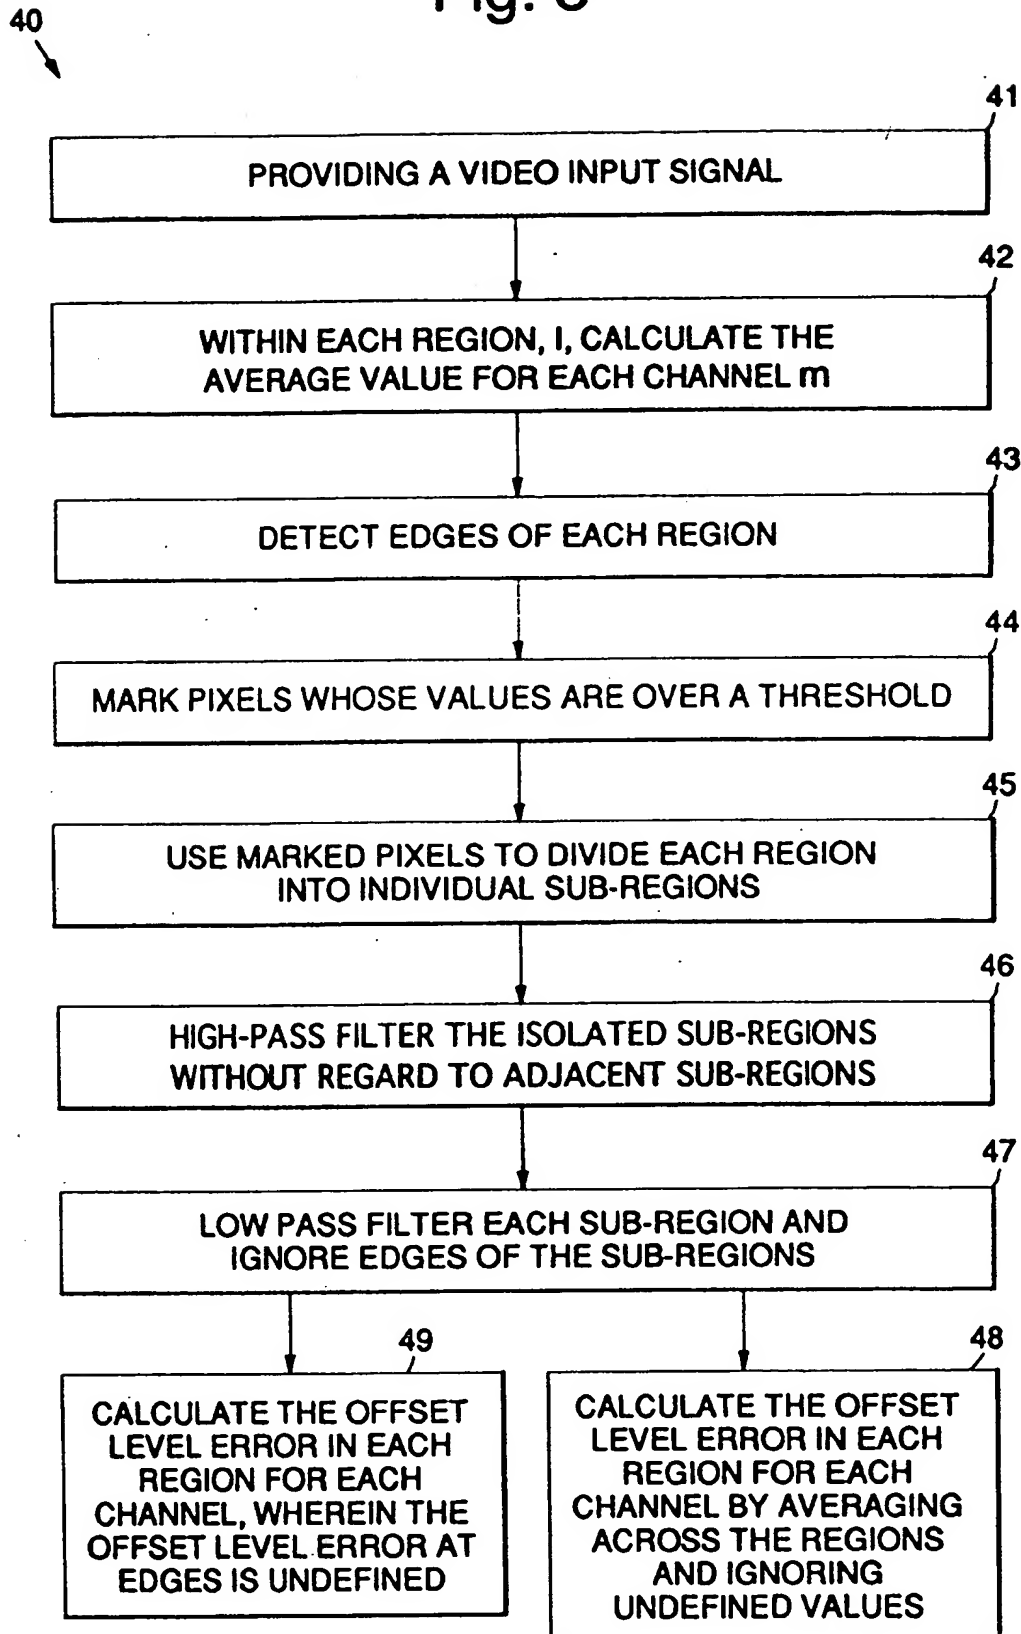 40
41
PROVIDING A VIDEO INPUT SIGNAL
42
WITHIN EACH REGION, I, CALCULATE THE
AVERAGE VALUE FOR EACH CHANNEL m
43
DETECT EDGES OF EACH REGION
44
MARK PIXELS WHOSE VALUES ARE OVER A THRESHOLD
45
USE MARKED PIXELS TO DIVIDE EACH REGION
INTO INDIVIDUAL SUB-REGIONS
46
HIGH-PASS FILTER THE ISOLATED SUB-REGIONS
WITHOUT REGARD TO ADJACENT SUB-REGIONS
47
LOW PASS FILTER EACH SUB-REGION AND
IGNORE EDGES OF THE SUB-REGIONS
49
CALCULATE THE OFFSET
LEVEL ERROR IN EACH
REGION FOR EACH
CHANNEL, WHEREIN THE
OFFSET LEVEL ERROR AT
EDGES IS UNDEFINED
48
CALCULATE THE OFFSET
LEVEL ERROR IN EACH
REGION FOR EACH
CHANNEL BY AVERAGING
ACROSS THE REGIONS
AND IGNORING
UNDEFINED VALUES